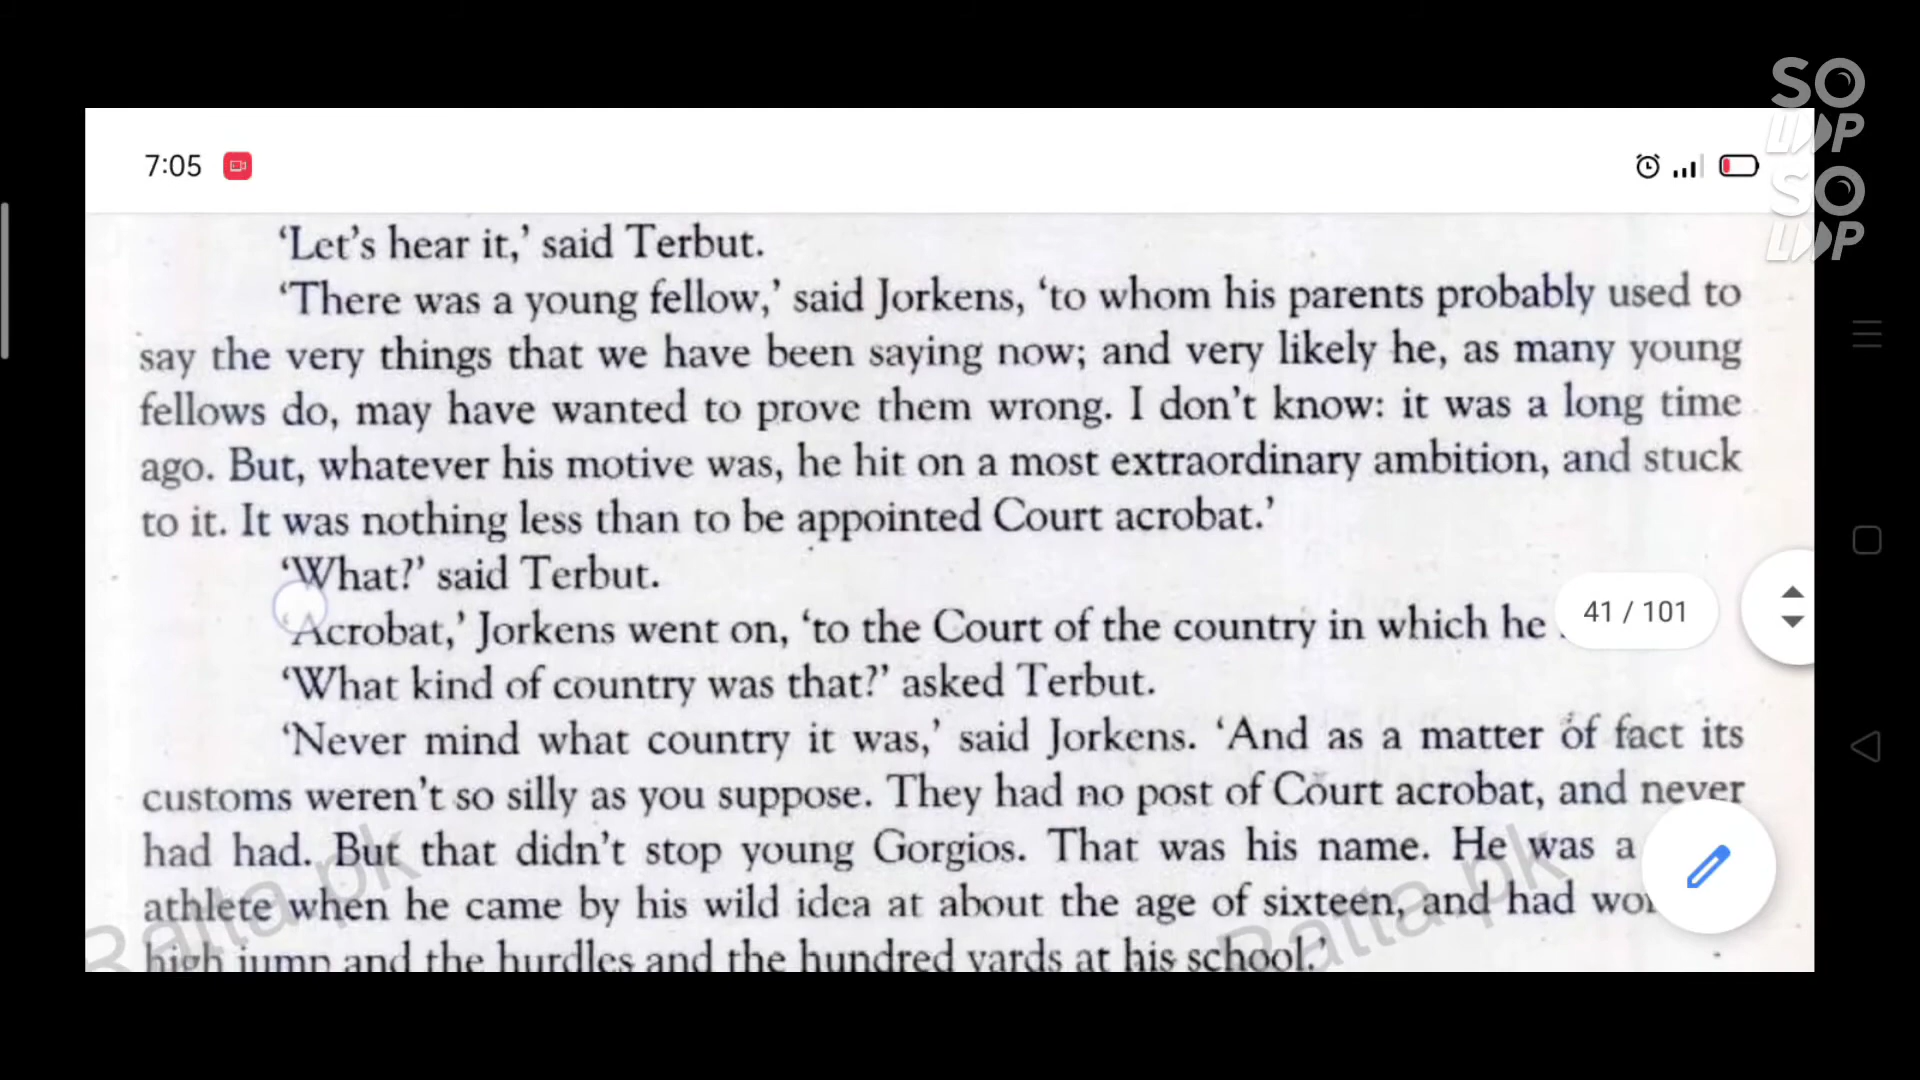 SO
UP
7:05
SO
UP
‘Let’s hear it,’ said Terbut.
‘There was a young fellow,’ said Jorkens, ‘to whom his parents probably used to
say the very things that we have been saying now; and very likely he, as many young
fellows do, may have wanted to prove them wrong. I don’t know: it was a long time
ago. But, whatever his motive was, he hit on a most extraordinary ambition, and stuck
to it. It was nothing less than to be appointed Court acrobat.’
‘What?’ said Terbut.
‘Acrobat,’ Jorkens went on, ‘to the Court of the country in which he
41 / 101
‘What kind of country was that?’ asked Terbut.
‘Never mind what country it was,’ said Jorkens. ‘And as a matter of fact its
customs weren’t so silly as you suppose. They had no post of Court acrobat, and never
had had. But that didn’t stop young Gorgios. That was his name. He was a
athlete when he came by his wild idea at about the age of sixteen, and had
high jump and the hurdles and the hundred yards at his school.’
Ratta.pk
Ratta.pk